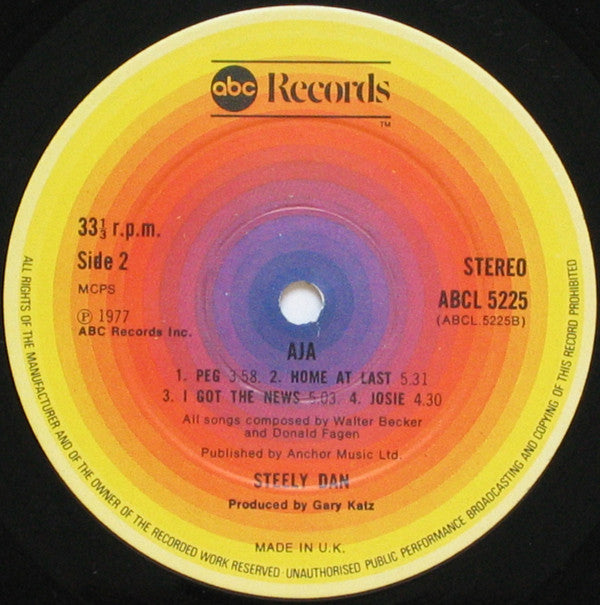 abc Records
TM
33⅓ r.p.m.
Side 2
MCPS
Ⓟ 1977
ABC Records Inc.
STEREO
ABCL 5225
(ABCL 5225B)
AJA
1. PEG 3.58. 2. HOME AT LAST 5.31
3. I GOT THE NEWS 5.03. 4. JOSIE 4.30
All songs composed by Walter Becker
and Donald Fagen
Published by Anchor Music Ltd.
STEELY DAN
Produced by Gary Katz
MADE IN U.K.
ALL RIGHTS OF THE MANUFACTURER AND OF THE OWNER OF THE RECORDED WORK RESERVED · UNAUTHORISED PUBLIC PERFORMANCE BROADCASTING AND COPYING OF THIS RECORD PROHIBITED